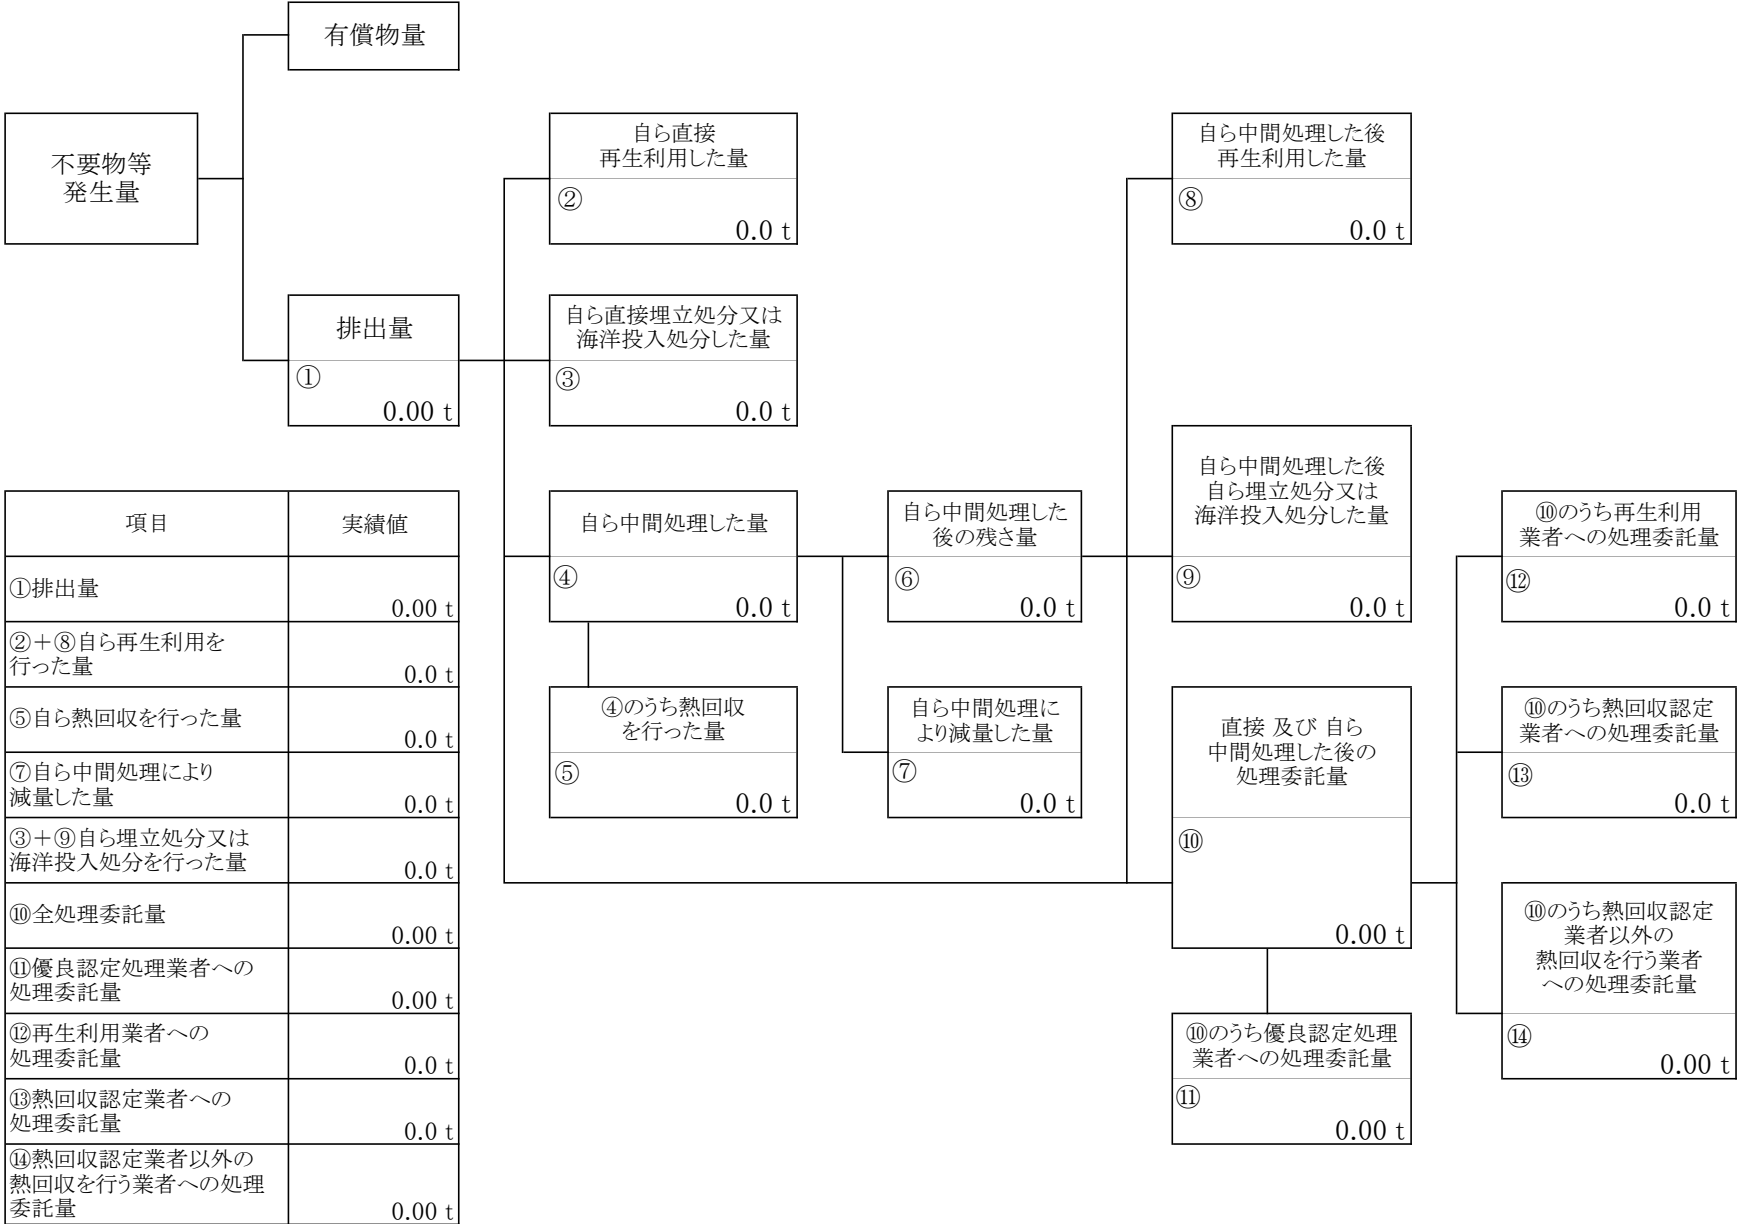 有償物量
不要物等
発生量
自ら直接
再生利用した量
②
0.0 t
自ら中間処理した後
再生利用した量
⑧
0.0 t
排出量
①
0.00 t
自ら直接埋立処分又は
海洋投入処分した量
③
0.0 t
自ら中間処理した量
④
0.0 t
自ら中間処理した
後の残さ量
⑥
0.0 t
自ら中間処理した後
自ら埋立処分又は
海洋投入処分した量
⑨
0.0 t
⑩のうち再生利用
業者への処理委託量
⑫
0.0 t
④のうち熱回収
を行った量
⑤
0.0 t
自ら中間処理に
より減量した量
⑦
0.0 t
直接 及び 自ら
中間処理した後の
処理委託量
⑩
0.00 t
⑩のうち熱回収認定
業者への処理委託量
⑬
0.0 t
⑩のうち熱回収認定
業者以外の
熱回収を行う業者
への処理委託量
⑭
0.00 t
⑩のうち優良認定処理
業者への処理委託量
⑪
0.00 t
項目 実績値
①排出量
0.00 t
②＋⑧自ら再生利用を
行った量
0.0 t
⑤自ら熱回収を行った量
0.0 t
⑦自ら中間処理により
減量した量
0.0 t
③＋⑨自ら埋立処分又は
海洋投入処分を行った量
0.0 t
⑩全処理委託量
0.00 t
⑪優良認定処理業者への
処理委託量
0.00 t
⑫再生利用業者への
処理委託量
0.0 t
⑬熱回収認定業者への
処理委託量
0.0 t
⑭熱回収認定業者以外の
熱回収を行う業者への処理
委託量
0.00 t